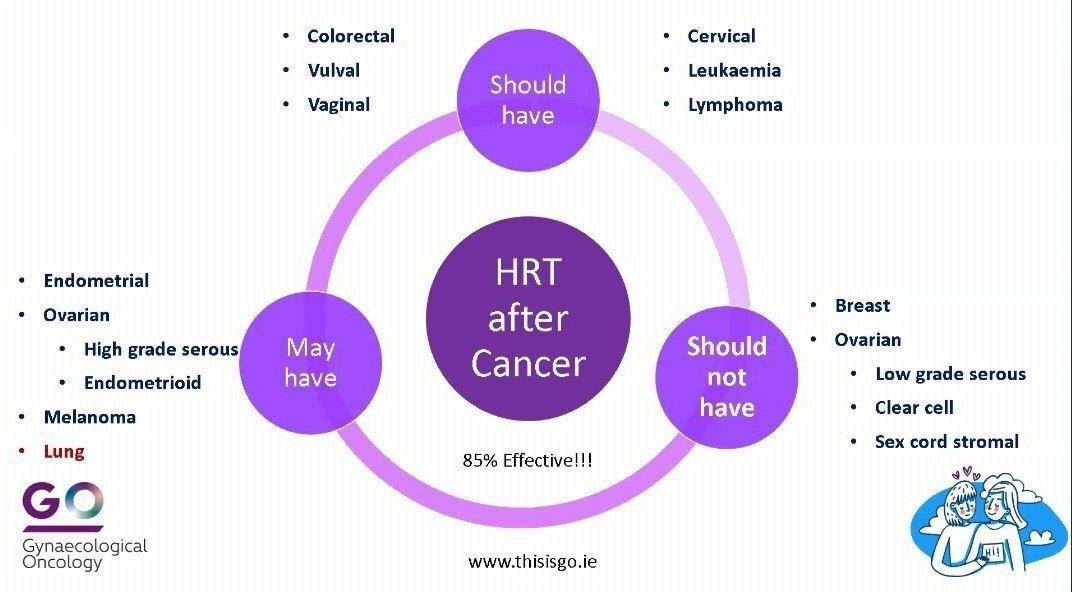 • Colorectal
• Vulval
• Vaginal
Should
have
• Cervical
• Leukaemia
• Lymphoma
HRT
after
Cancer
• Endometrial
• Ovarian
• High grade serous
• Endometrioid
• Melanoma
• Lung
May
have
Should
not
have
• Breast
• Ovarian
• Low grade serous
• Clear cell
• Sex cord stromal
85% Effective!!!
GO
Gynaecological
Oncology
www.thisisgo.ie
HI!